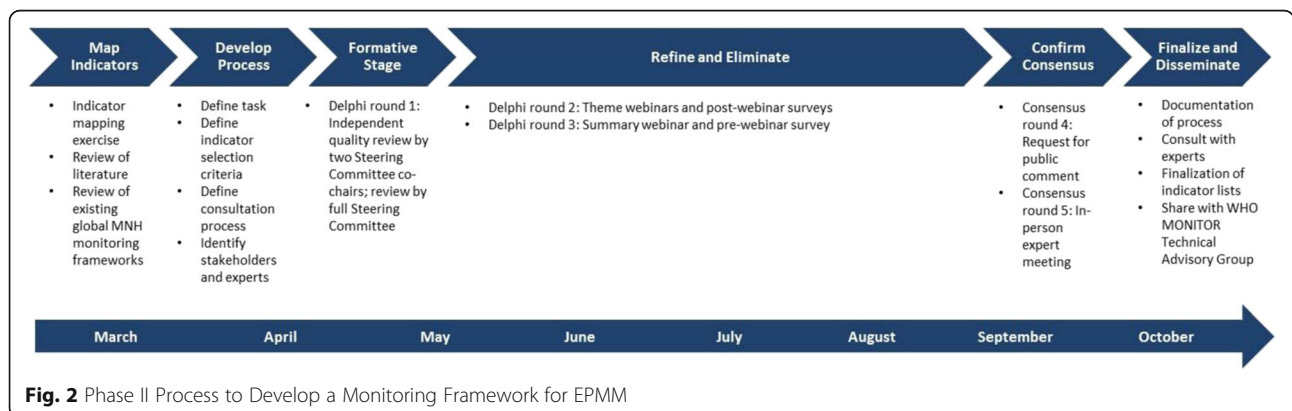 Map
Indicators
Develop
Process
Formative
Stage
Refine and Eliminate
Confirm
Consensus
Finalize and
Disseminate
• Indicator
mapping
exercise
• Review of
literature
• Review of
existing
global MNH
monitoring
frameworks
• Define task
• Define
indicator
selection
criteria
• Define
consultation
process
• Identify
stakeholders
and experts
• Delphi round 1:
Independent
quality review by
two Steering
Committee co-
chairs; review by
full Steering
Committee
• Delphi round 2: Theme webinars and post-webinar surveys
• Delphi round 3: Summary webinar and pre-webinar survey
• Consensus
round 4:
Request for
public
comment
• Consensus
round 5: In-
person
expert
meeting
• Documentation
of process
• Consult with
experts
• Finalization of
indicator lists
• Share with WHO
MONITOR
Technical
Advisory Group
March April May June July August September October
Fig. 2 Phase II Process to Develop a Monitoring Framework for EPMM